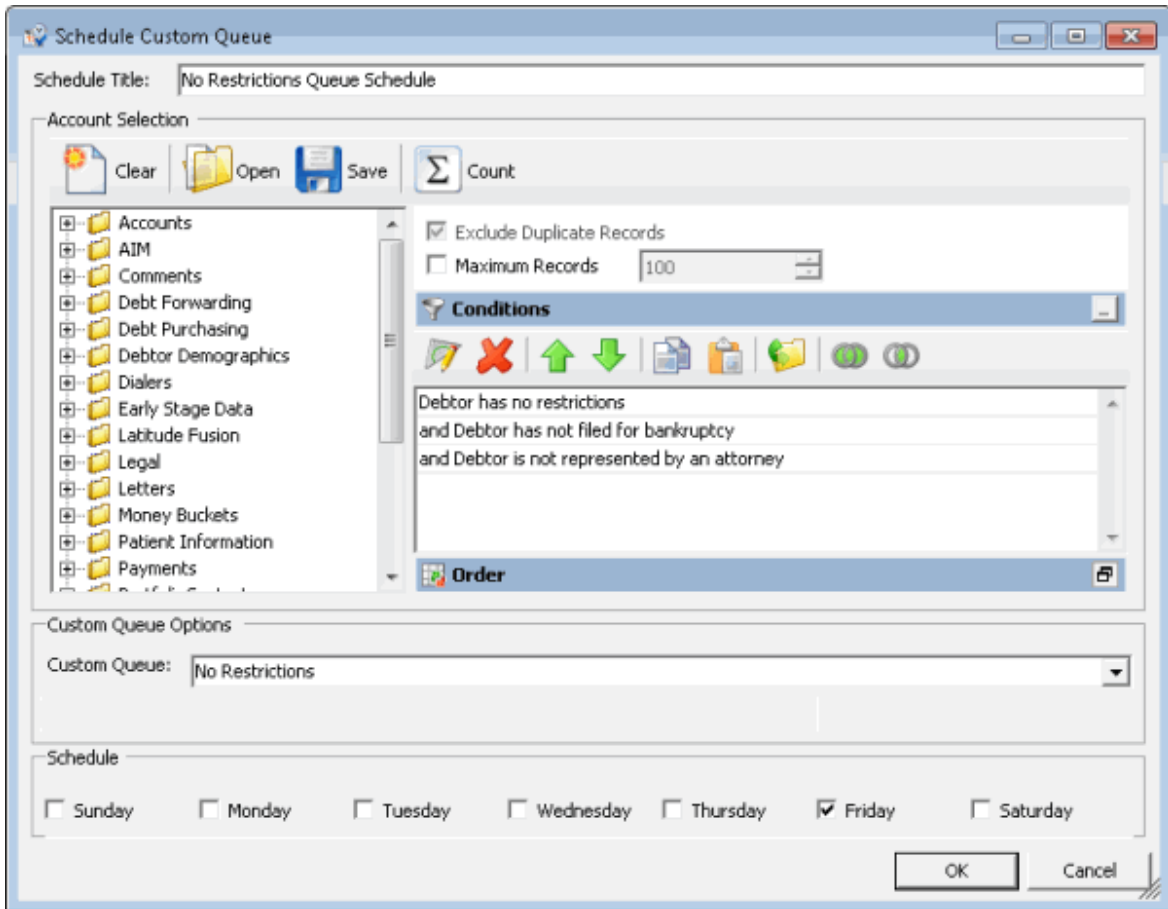 Schedule Custom Queue
Schedule Title: No Restrictions Queue Schedule
Account Selection
Clear Open Save Count
Accounts
AIM
Comments
Debt Forwarding
Debt Purchasing
Debtor Demographics
Dialers
Early Stage Data
Latitude Fusion
Legal
Letters
Money Buckets
Patient Information
Payments
Exclude Duplicate Records
Maximum Records 100
Conditions
Debtor has no restrictions
and Debtor has not filed for bankruptcy
and Debtor is not represented by an attorney
Order
Custom Queue Options
Custom Queue: No Restrictions
Schedule
Sunday Monday Tuesday Wednesday Thursday Friday Saturday
OK Cancel